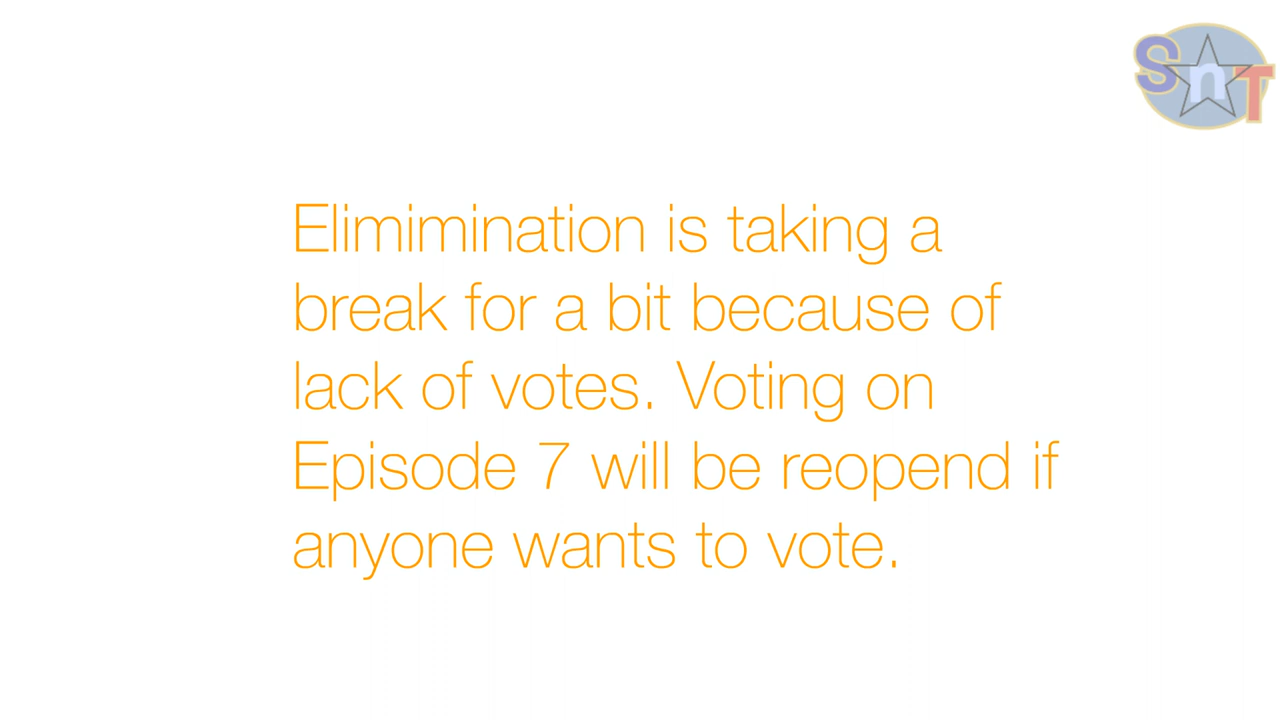 SnT
Elimimination is taking a
break for a bit because of
lack of votes. Voting on
Episode 7 will be reopend if
anyone wants to vote.